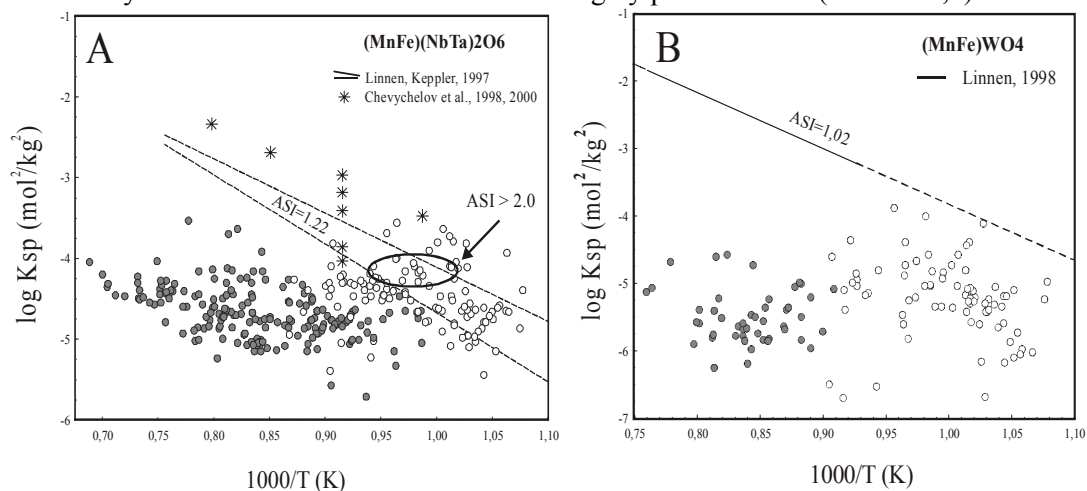 A
(MnFe)(NbTa)2O6
Linnen, Keppler, 1997
Chevychelov et al., 1998, 2000
ASI=1.22
ASI > 2.0
log Ksp (mol²/kg²)
-1
-2
-3
-4
-5
-6
0,70 0,75 0,80 0,85 0,90 0,95 1,00 1,05 1,10
1000/T (K)
B
(MnFe)WO4
Linnen, 1998
ASI=1,02
log Ksp (mol²/kg²)
-1
-2
-3
-4
-5
-6
-7
0,75 0,80 0,85 0,90 0,95 1,00 1,05 1,10
1000/T (K)